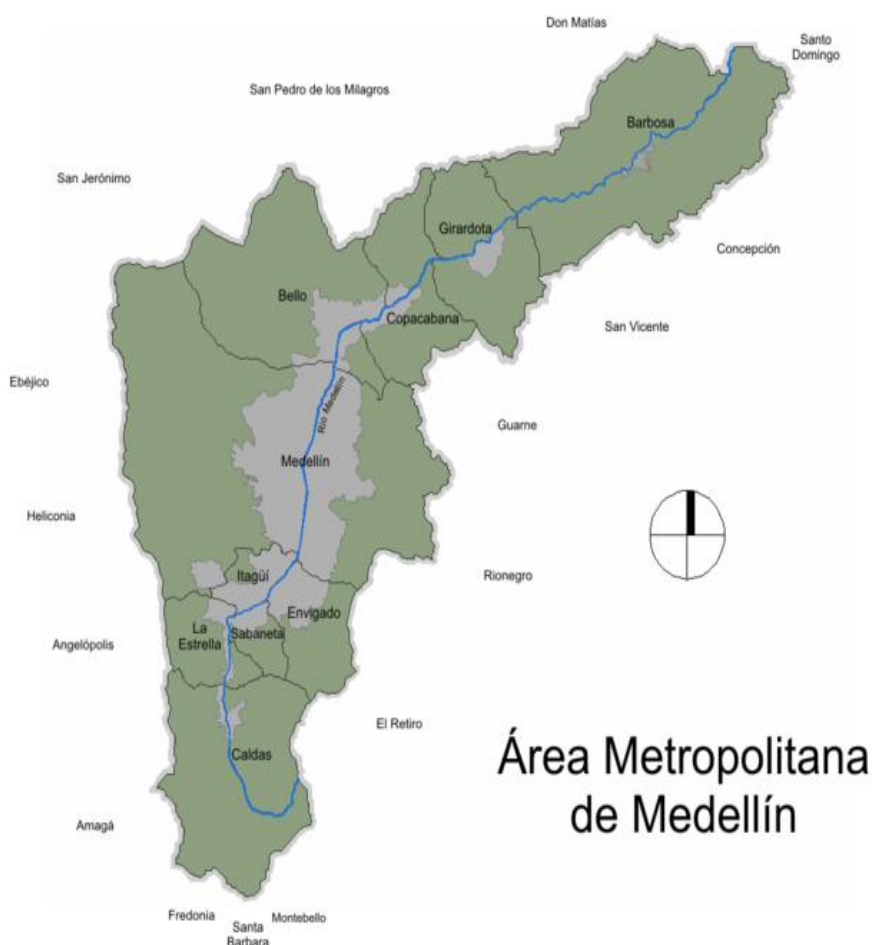 Don Matías
Santo
Domingo
San Pedro de los Milagros
Barbosa
San Jerónimo
Girardota
Concepción
Bello
Copacabana
San Vicente
Ebéjico
Río Medellín
Guarne
Medellín
Heliconia
Itagüí
Rionegro
Envigado
La
Estrella
Sabaneta
Angelópolis
El Retiro
Caldas
Área Metropolitana
de Medellín
Amagá
Fredonia
Santa
Barbara
Montebello